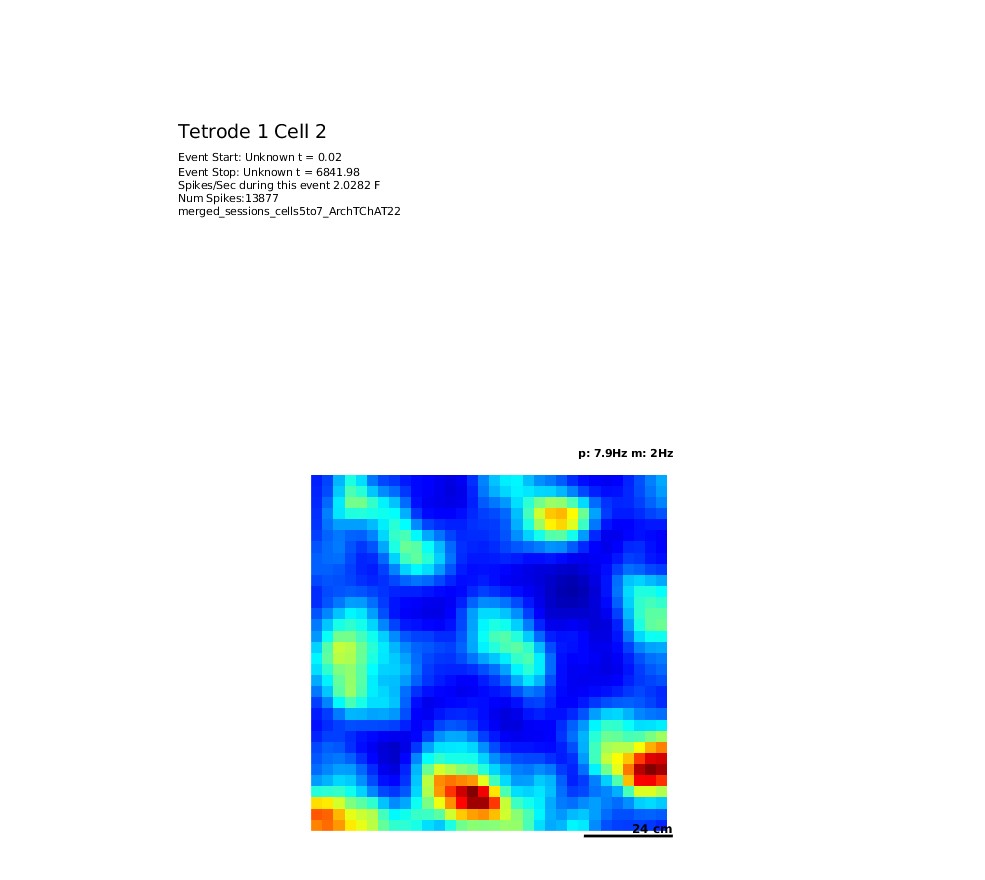 Tetrode 1 Cell 2
Event Start: Unknown t = 0.02
Event Stop: Unknown t = 6841.98
Spikes/Sec during this event 2.0282 F
Num Spikes:13877
merged_sessions_cells5to7_ArchTChAT22
p: 7.9Hz m: 2Hz
24 cm